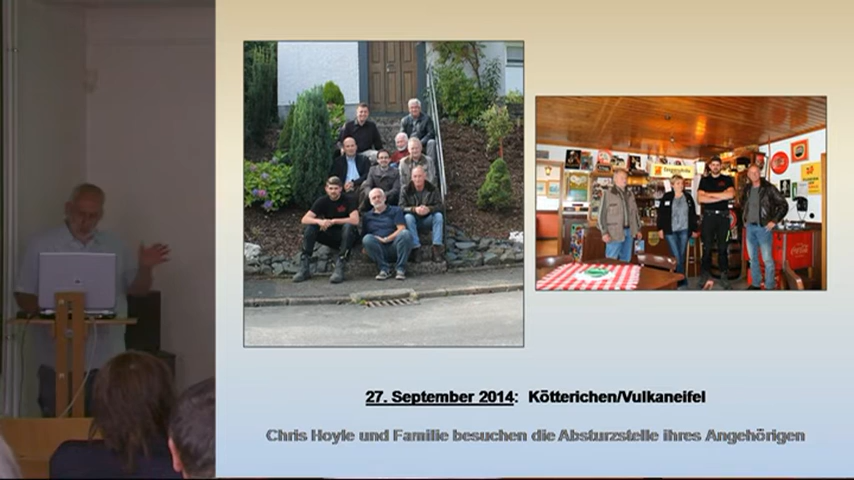 27. September 2014: Kötterichen/Vulkaneifel
Chris Hoyle und Familie besuchen die Absturzstelle ihres Angehörigen